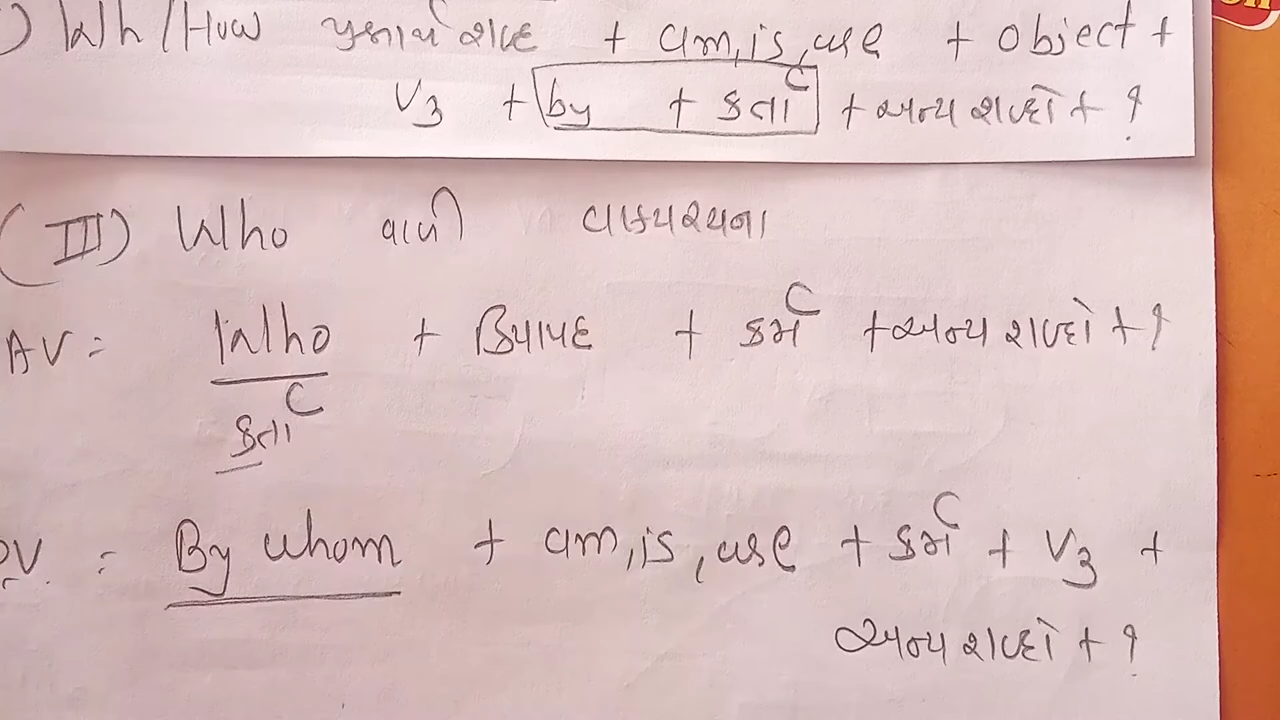 ) Wh/How પ્રશ્નાર્થ શબ્દ + am,is,are + object +
V3 + by + કર્તા + અન્ય શબ્દો + ?
(III) Who વાળી વાક્યરચના
AV: Who + ક્રિયાપદ + કર્મ + અન્ય શબ્દો + ?
કર્તા
PV: By whom + am,is,are + કર્મ + V3 +
અન્ય શબ્દો + ?